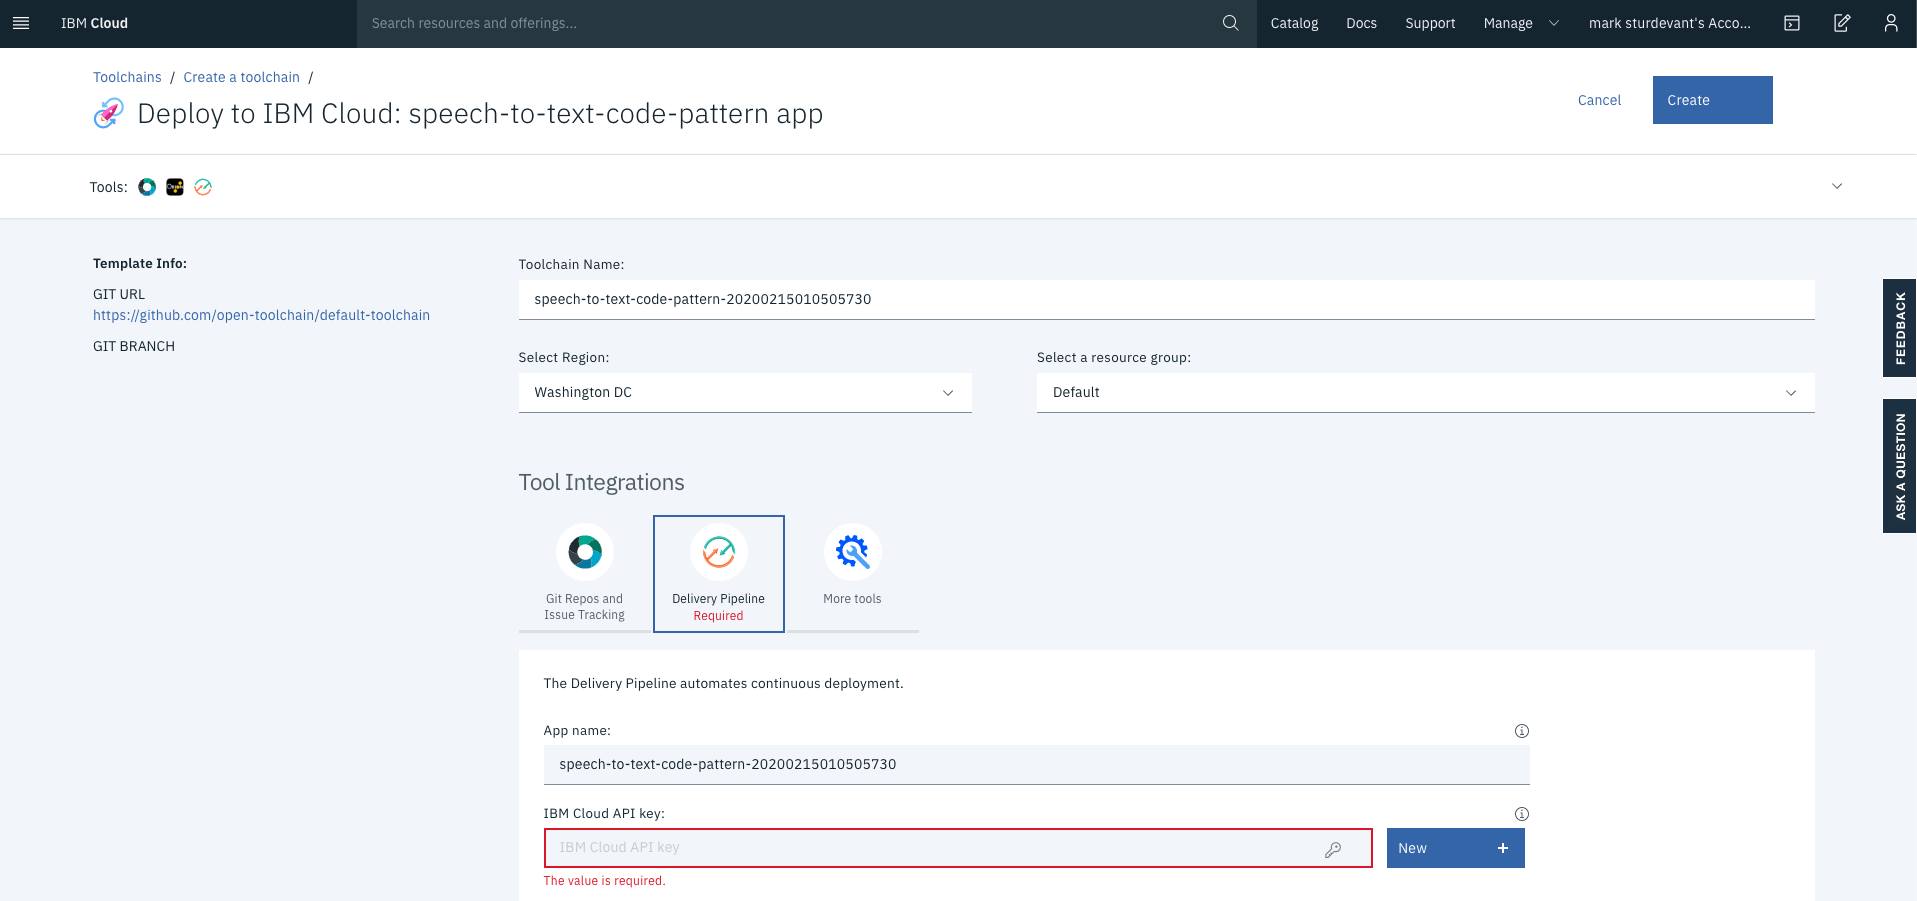 IBM Cloud
Search resources and offerings...
Catalog
Docs
Support
Manage
mark sturdevant's Acco...
Toolchains / Create a toolchain /
Deploy to IBM Cloud: speech-to-text-code-pattern app
Cancel
Create
Tools:
Template Info:
GIT URL
https://github.com/open-toolchain/default-toolchain
GIT BRANCH
Toolchain Name:
speech-to-text-code-pattern-20200215010505730
Select Region:
Washington DC
Select a resource group:
Default
Tool Integrations
Git Repos and
Issue Tracking
Delivery Pipeline
Required
More tools
The Delivery Pipeline automates continuous deployment.
App name:
speech-to-text-code-pattern-20200215010505730
IBM Cloud API key:
IBM Cloud API key
New +
The value is required.
FEEDBACK
ASK A QUESTION